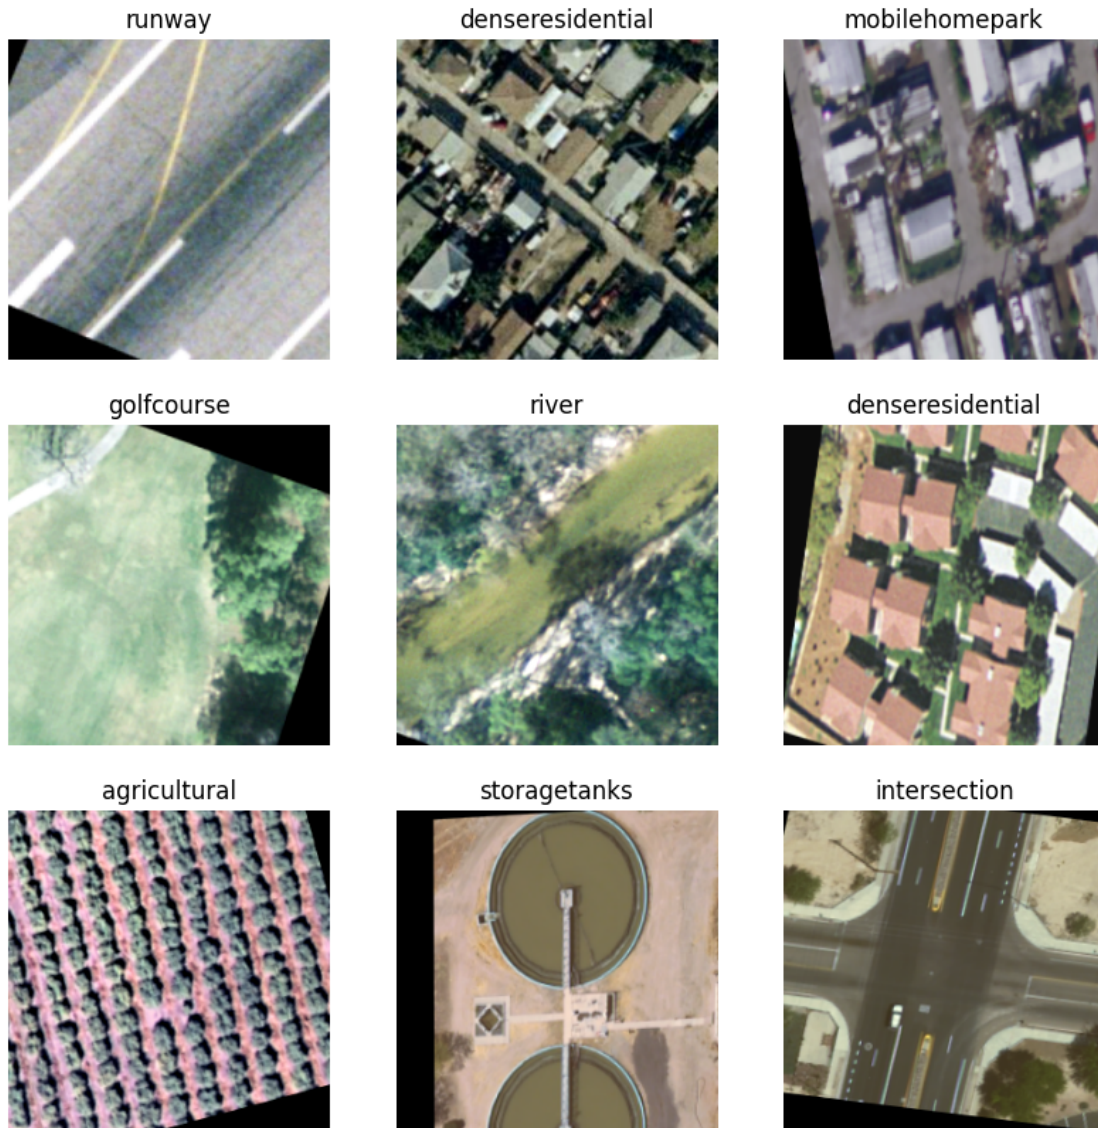 runway
denseresidential
mobilehomepark
golfcourse
river
denseresidential
agricultural
storagetanks
intersection